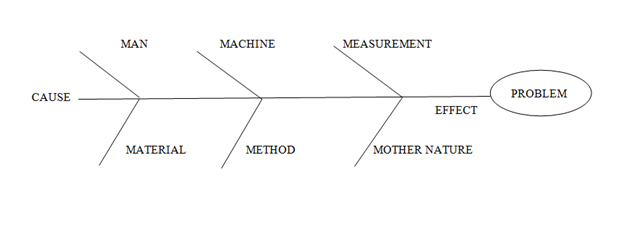 MAN MACHINE MEASUREMENT
CAUSE PROBLEM
EFFECT
MATERIAL METHOD MOTHER NATURE